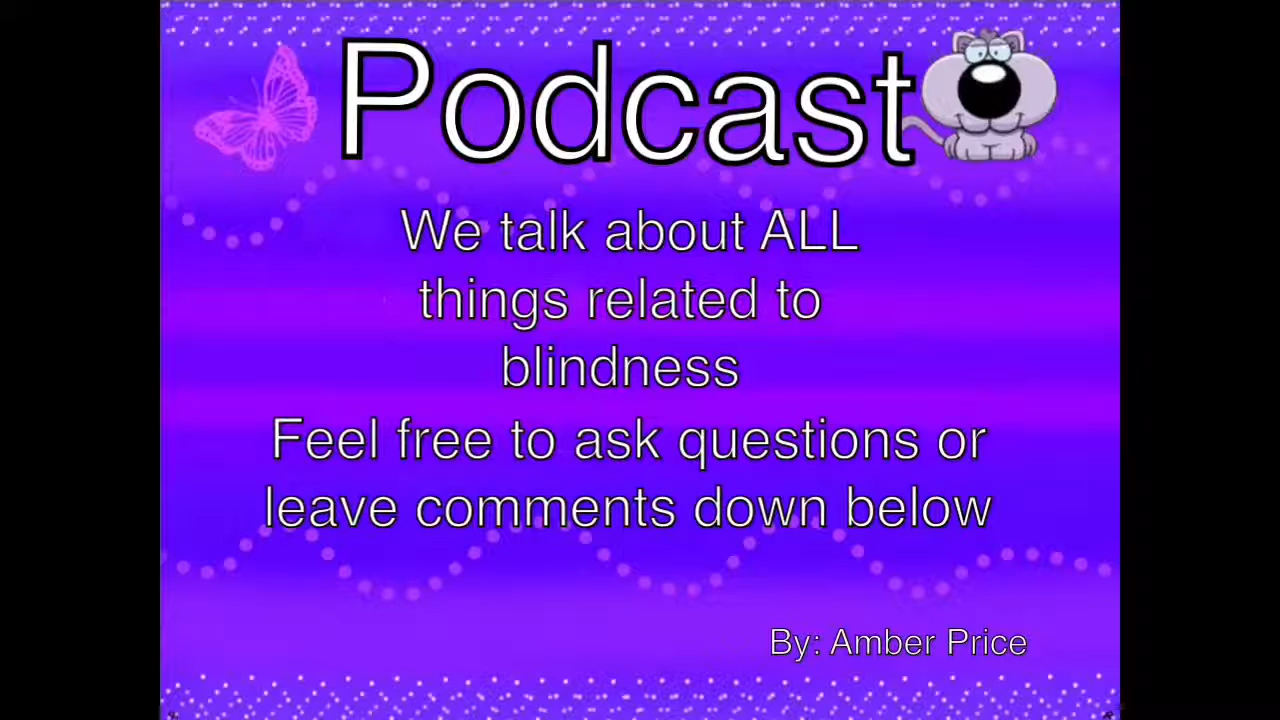 Podcast
We talk about ALL
things related to
blindness
Feel free to ask questions or
leave comments down below
By: Amber Price